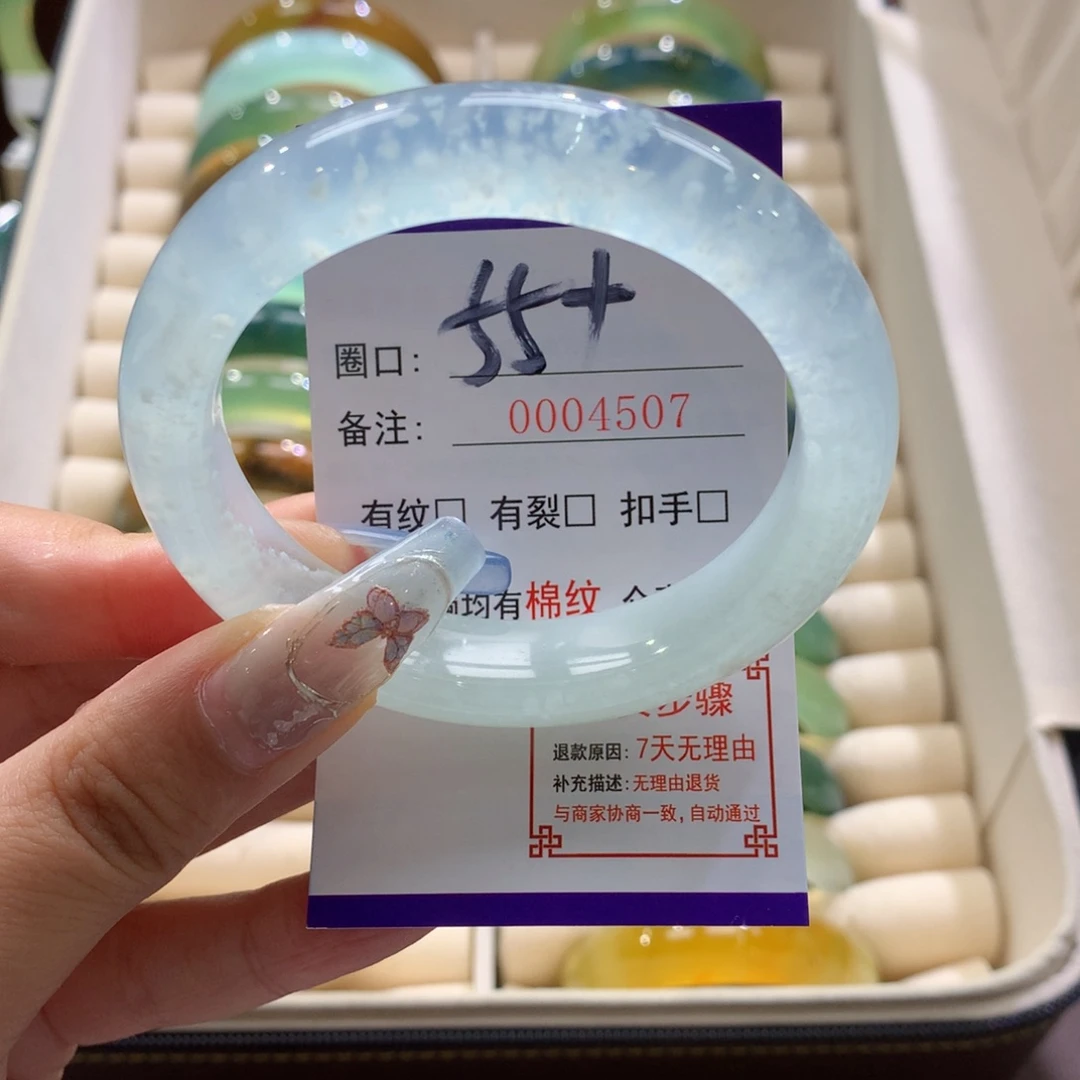 圈口: 55+
备注: 0004507
有纹□ 有裂□ 扣手□
均有棉纹
步骤
退款原因: 7天无理由
补充描述: 无理由退货
与商家协商一致, 自动通过